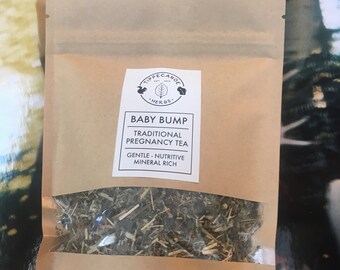 TIPPECANOE
HERBS
BABY BUMP
TRADITIONAL
PREGNANCY TEA
GENTLE - NUTRITIVE
MINERAL RICH